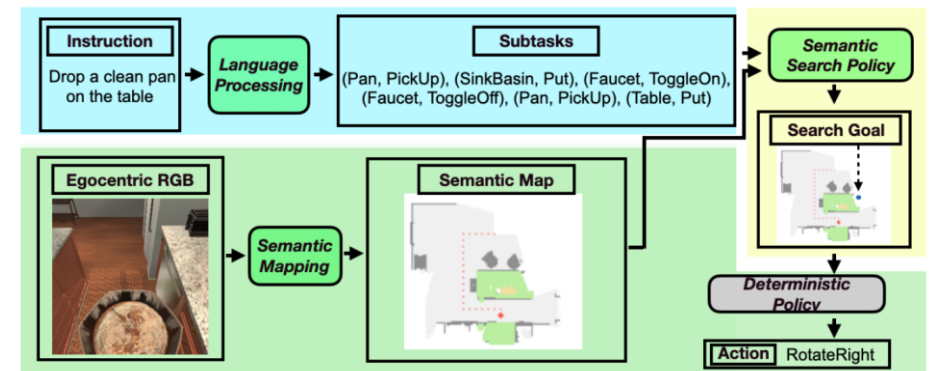 Instruction
Drop a clean pan
on the table
Language
Processing
Subtasks
(Pan, PickUp), (SinkBasin, Put), (Faucet, ToggleOn),
(Faucet, ToggleOff), (Pan, PickUp), (Table, Put)
Semantic
Search Policy
Search Goal
Egocentric RGB
Semantic
Mapping
Semantic Map
Deterministic
Policy
Action
RotateRight